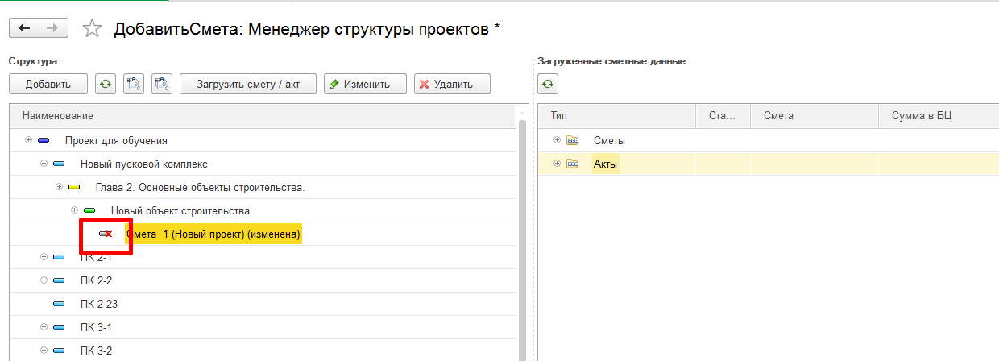 ДобавитьСмета: Менеджер структуры проектов *
Структура:
Добавить
Загрузить смету / акт
Изменить
Удалить
Наименование
Проект для обучения
Новый пусковой комплекс
Глава 2. Основные объекты строительства.
Новый объект строительства
Смета 1 (Новый проект) (изменена)
ПК 2-1
ПК 2-2
ПК 2-23
ПК 3-1
ПК 3-2
Загруженные сметные данные:
Тип
Ста...
Смета
Сумма в БЦ
Сметы
Акты